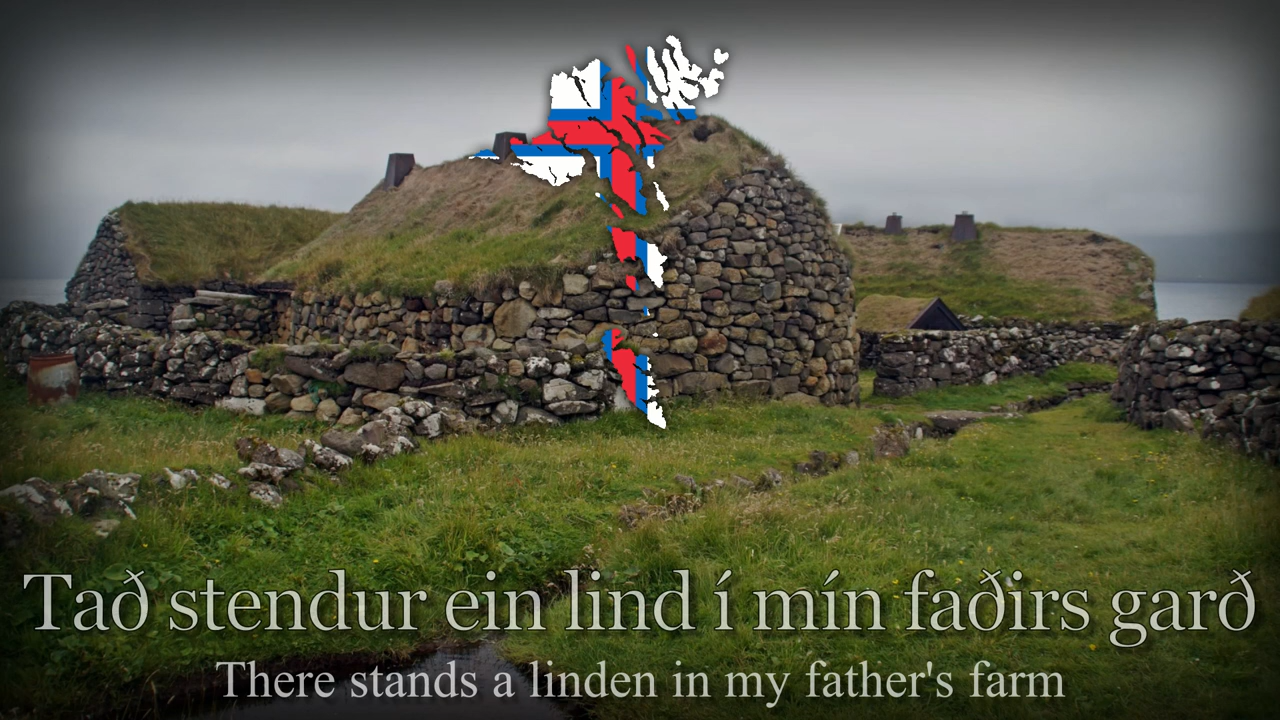 Tað stendur ein lind í mín faðirs garð
There stands a linden in my father's farm